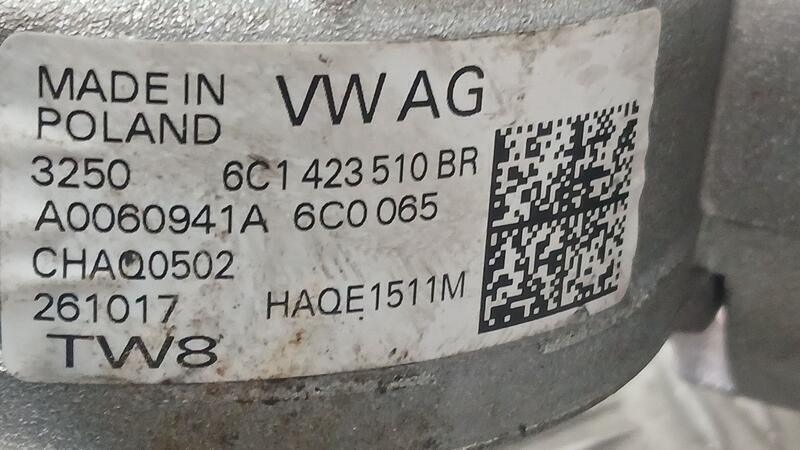 MADE IN
POLAND
VW AG
3250 6C1 423 510 BR
A0060941A 6C0 065
CHAQ0502
261017 HAQE1511M
TW8